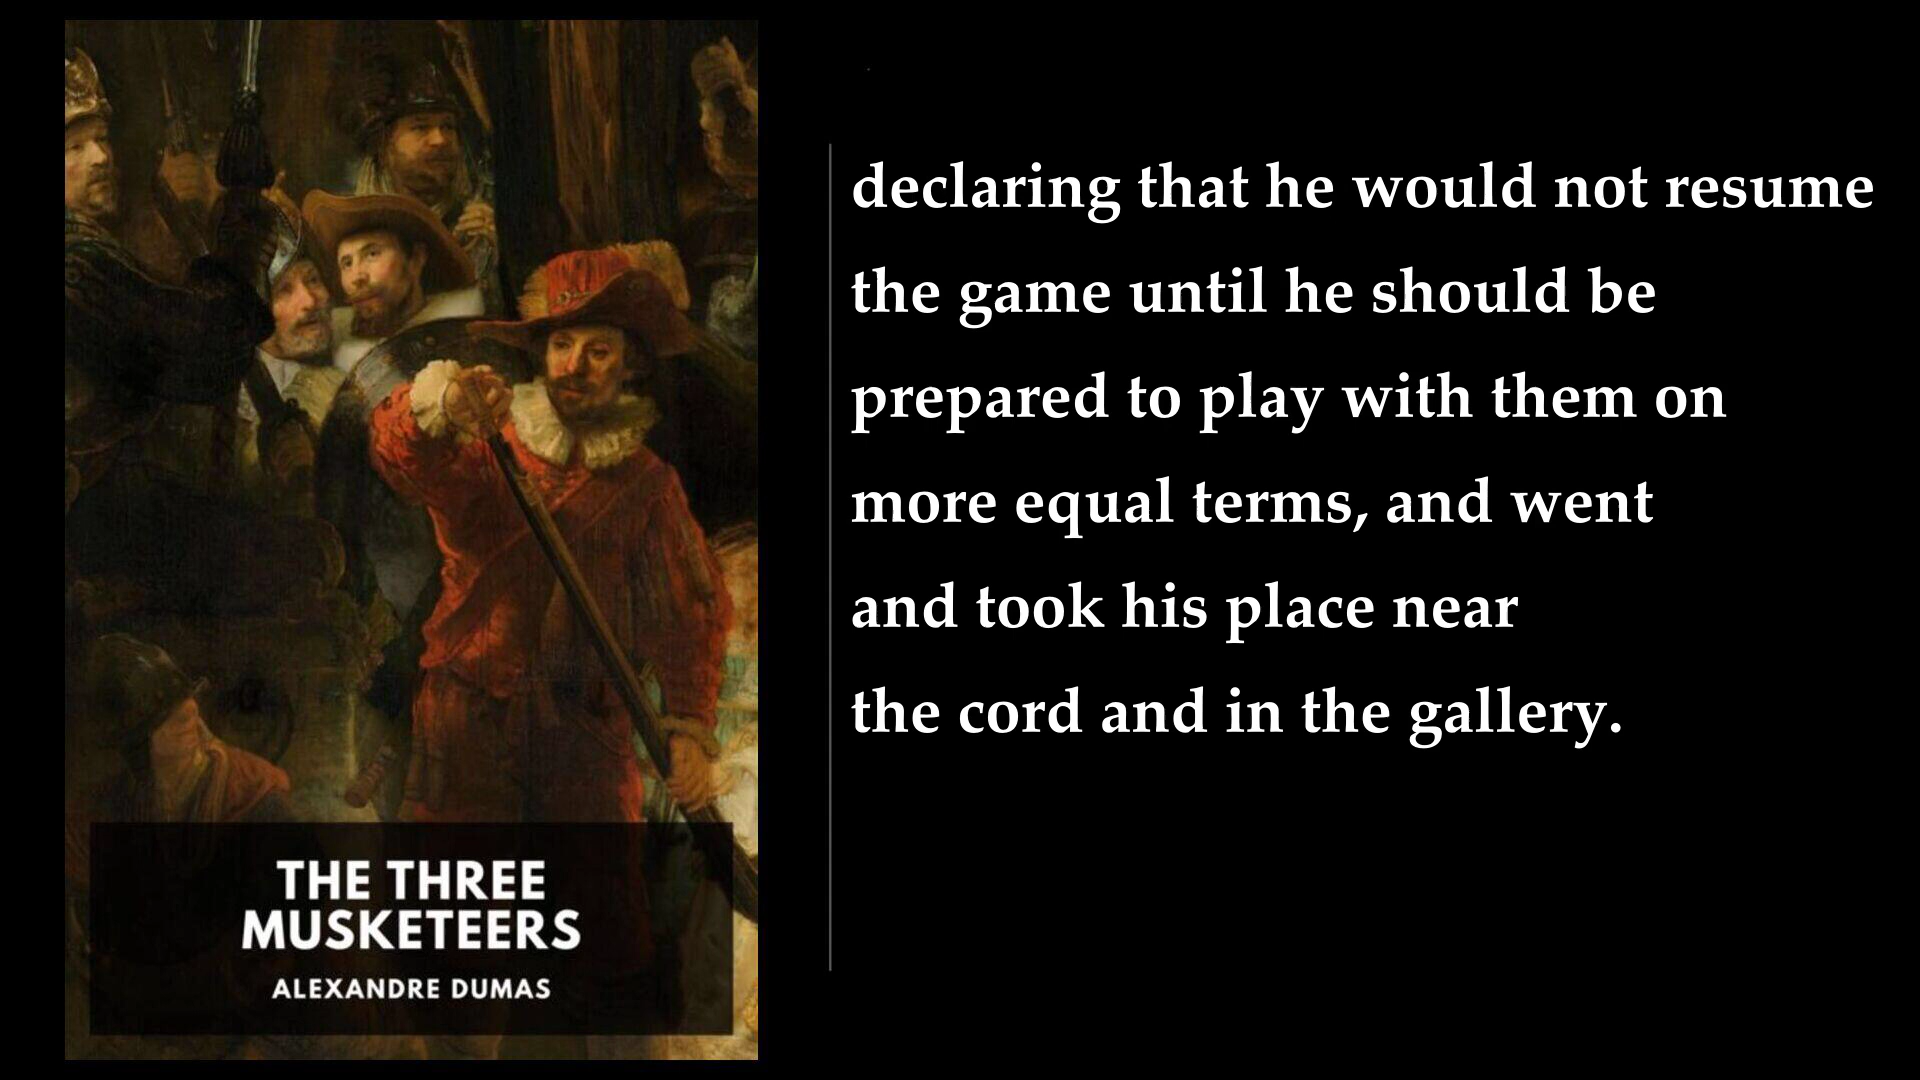 THE THREE
MUSKETEERS
ALEXANDRE DUMAS
declaring that he would not resume
the game until he should be
prepared to play with them on
more equal terms, and went
and took his place near
the cord and in the gallery.